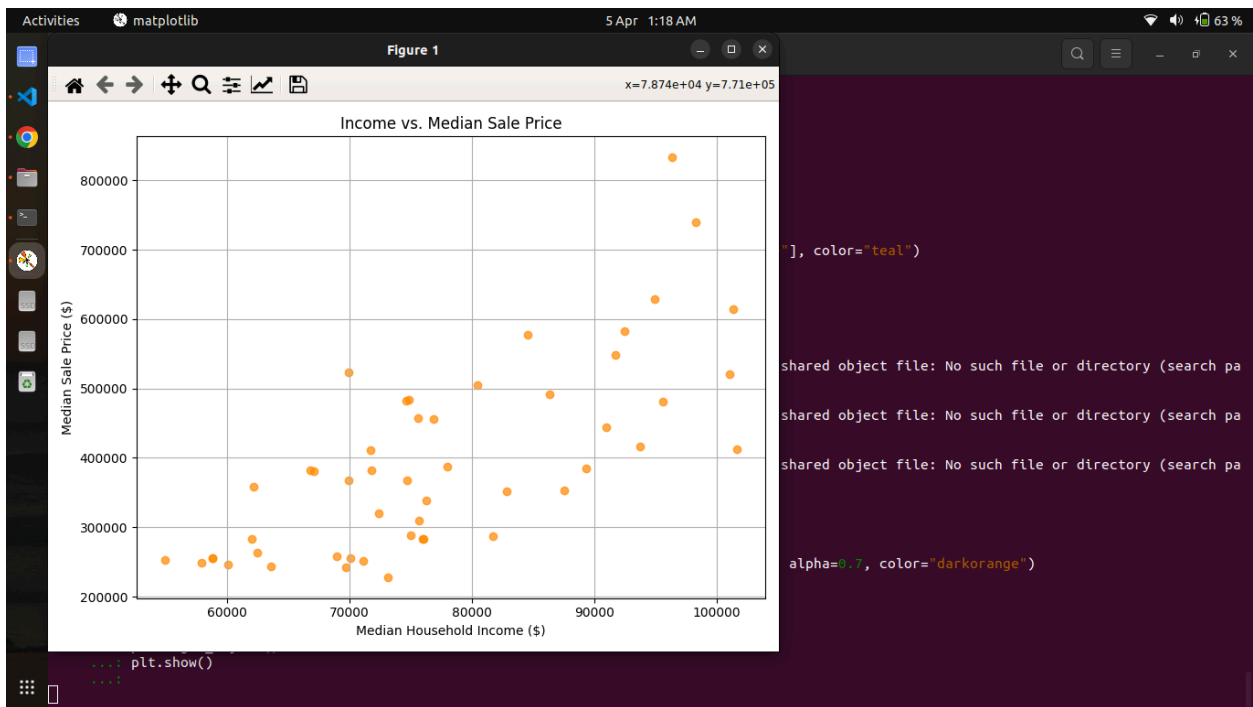 Activities matplotlib 5 Apr 1:18 AM 63 %
Figure 1
x=7.874e+04 y=7.71e+05
Income vs. Median Sale Price
800000
700000
600000
500000
400000
300000
200000
Median Sale Price ($)
60000 70000 80000 90000 100000
Median Household Income ($)
"], color="teal")
shared object file: No such file or directory (search pa
shared object file: No such file or directory (search pa
shared object file: No such file or directory (search pa
alpha=0.7, color="darkorange")
...: plt.show()
...: